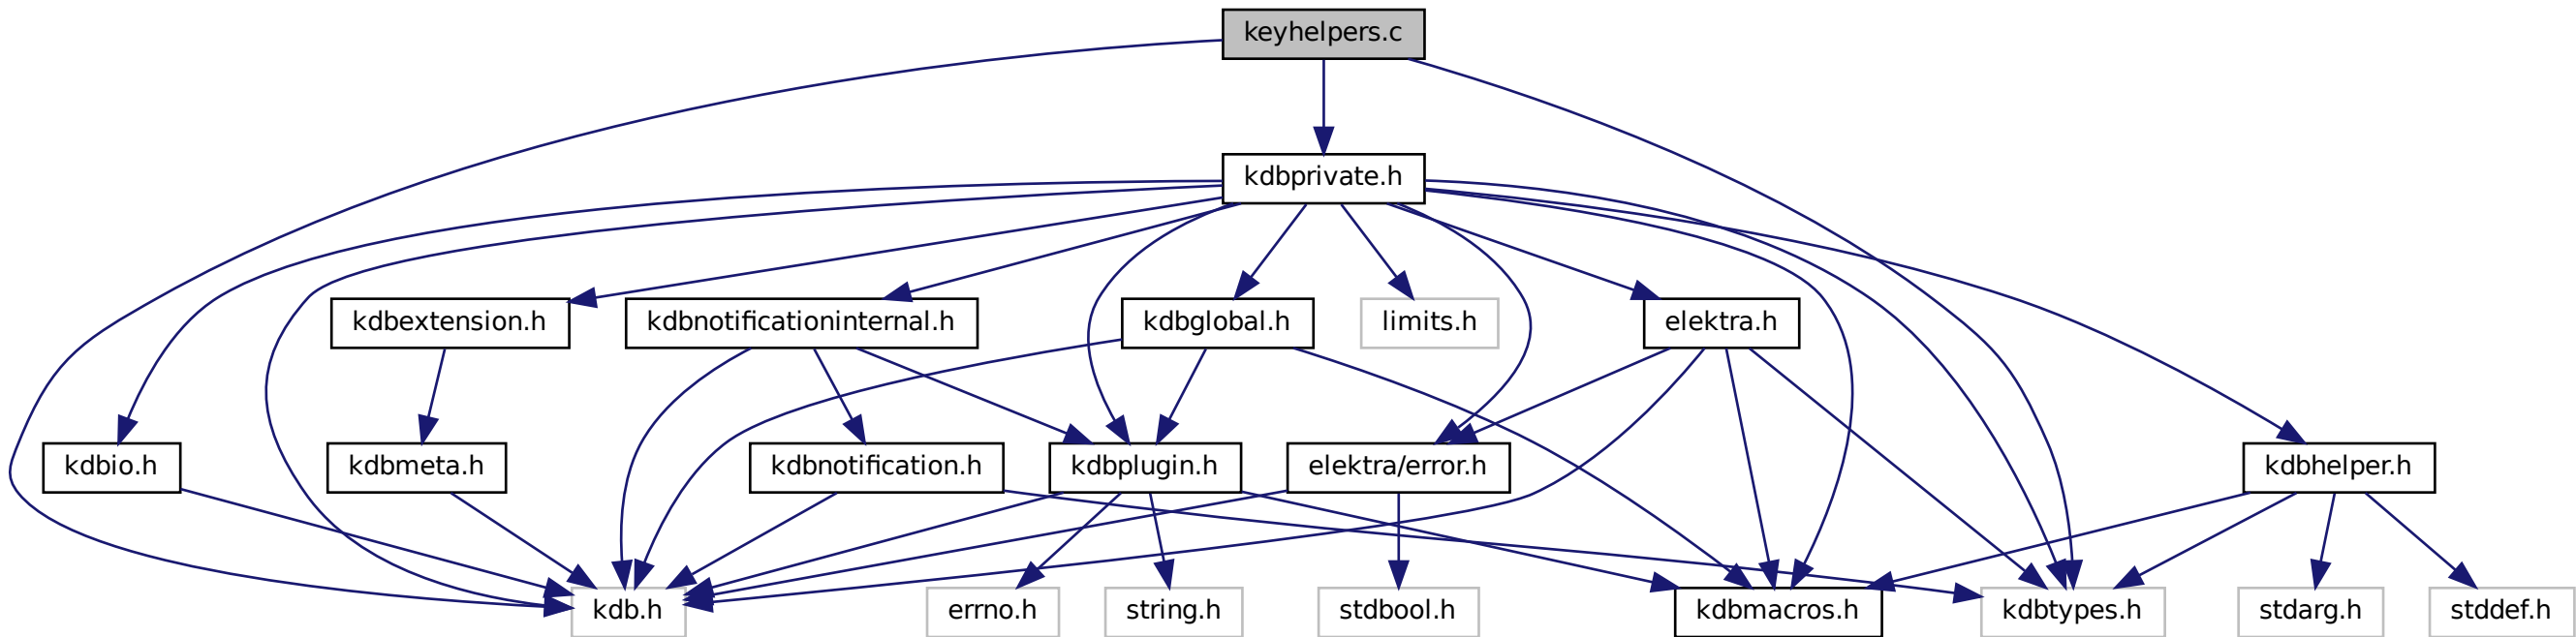 keyhelpers.c
kdbprivate.h
kdbextension.h
kdbnotificationinternal.h
kdbglobal.h
limits.h
elektra.h
kdbio.h
kdbmeta.h
kdbnotification.h
kdbplugin.h
elektra/error.h
kdbhelper.h
kdb.h
errno.h
string.h
stdbool.h
kdbmacros.h
kdbtypes.h
stdarg.h
stddef.h